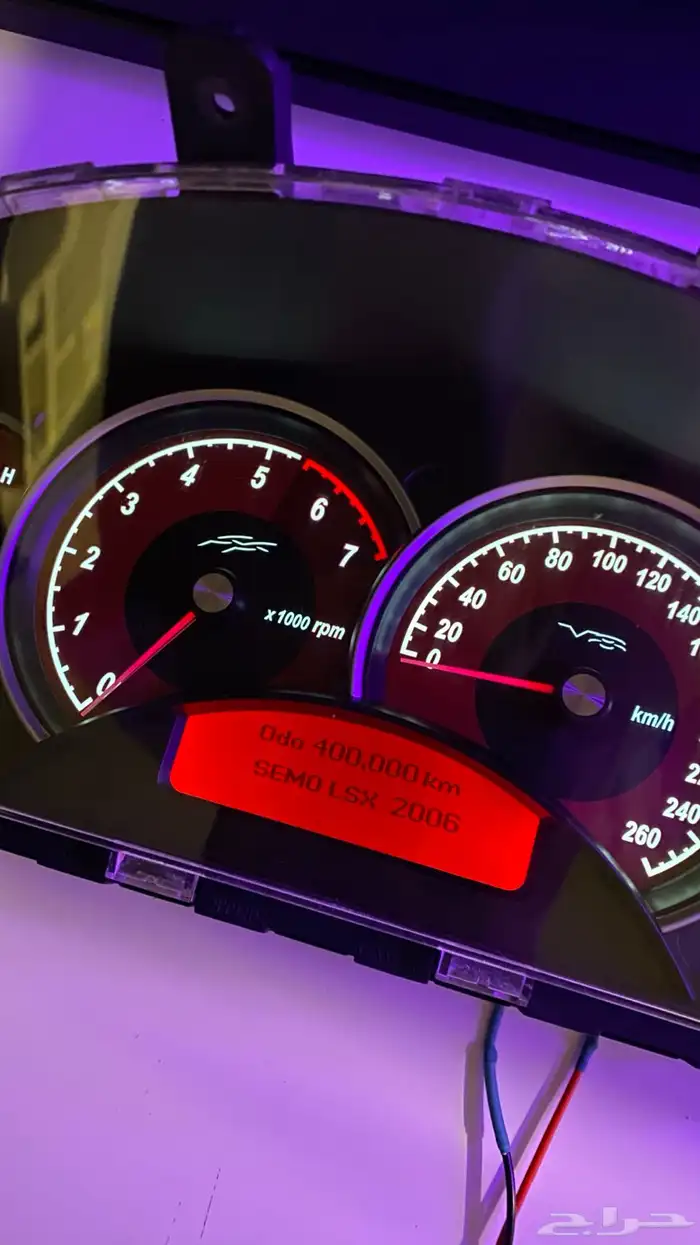 H
0 1 2 3 4 5 6 7
x1000 rpm
0 20 40 60 80 100 120 140
240 260
km/h
Odo 400,000 km
SEMO LSX 2006
حراج